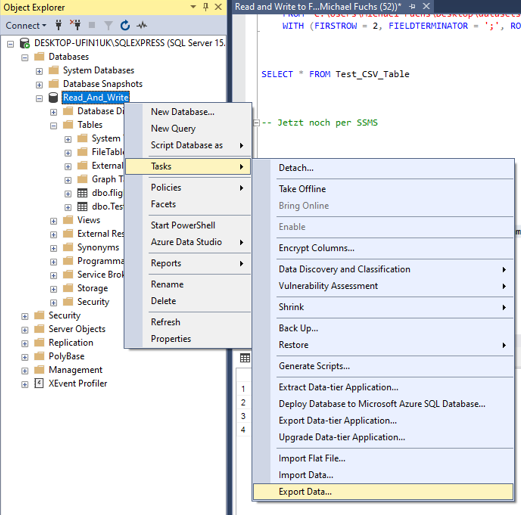 Object Explorer
Connect
DESKTOP-UFIN1UK\SQLEXPRESS (SQL Server 15.
Databases
System Databases
Database Snapshots
Read_And_Write
Database Di
Tables
System
FileTable
External
Graph T
dbo.flig
dbo.Tes
Views
External Res
Synonyms
Programma
Service Brok
Storage
Security
Security
Server Objects
Replication
PolyBase
Management
XEvent Profiler
New Database...
New Query
Script Database as
Tasks
Policies
Facets
Start PowerShell
Azure Data Studio
Reports
Rename
Delete
Refresh
Properties
Read and Write to F...Michael Fuchs (52))*
WITH (FIRSTROW = 2, FIELDTERMINATOR = ';', RO
SELECT * FROM Test_CSV_Table
-- Jetzt noch per SSMS
Detach...
Take Offline
Bring Online
Enable
Encrypt Columns...
Data Discovery and Classification
Vulnerability Assessment
Shrink
Back Up...
Restore
Generate Scripts...
Extract Data-tier Application...
Deploy Database to Microsoft Azure SQL Database...
Export Data-tier Application...
Upgrade Data-tier Application...
Import Flat File...
Import Data...
Export Data...
1
2
3
4